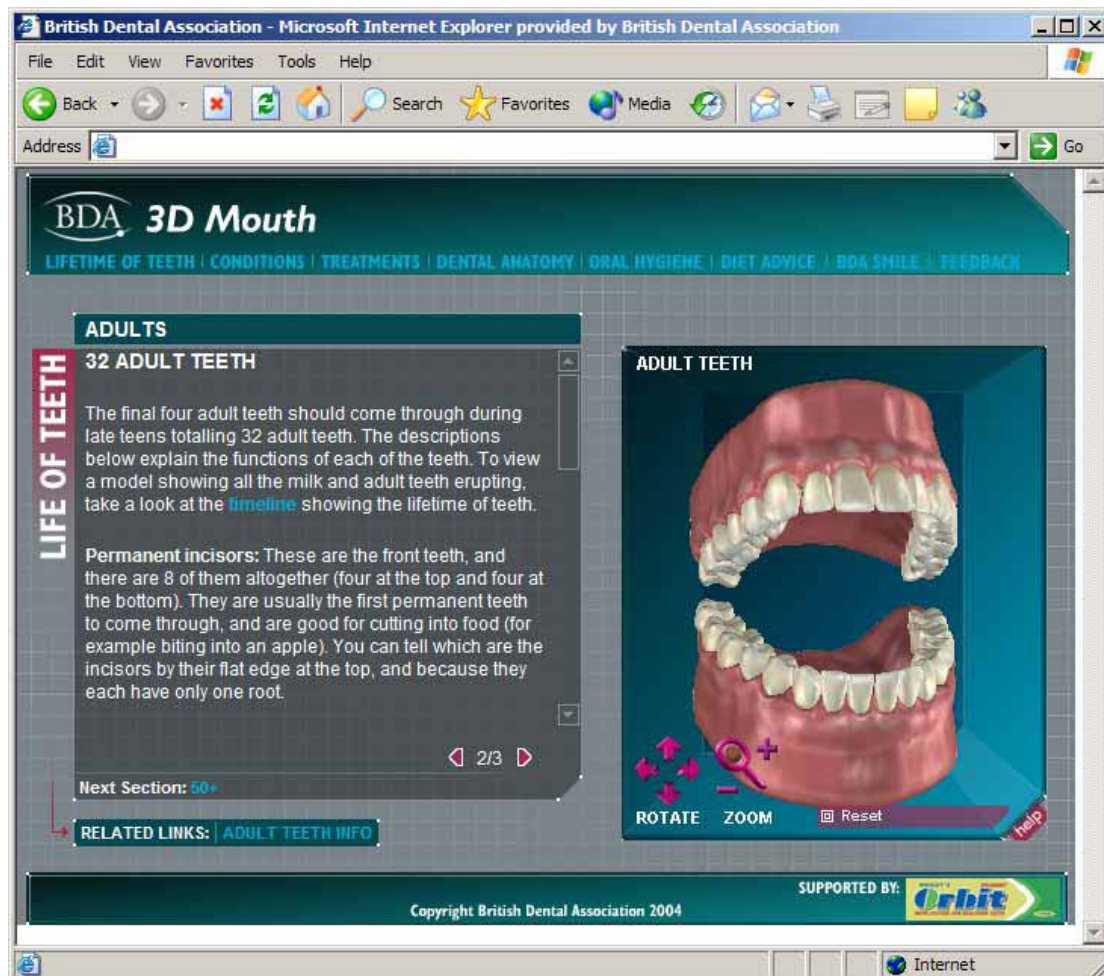 British Dental Association - Microsoft Internet Explorer provided by British Dental Association
File Edit View Favorites Tools Help
Back Search Favorites Media
Address Go
BDA 3D Mouth
LIFETIME OF TEETH | CONDITIONS | TREATMENTS | DENTAL ANATOMY | ORAL HYGIENE | DIET ADVICE | BDA SMILE | FEEDBACK
ADULTS
LIFE OF TEETH
32 ADULT TEETH
The final four adult teeth should come through during
late teens totalling 32 adult teeth. The descriptions
below explain the functions of each of the teeth. To view
a model showing all the milk and adult teeth erupting,
take a look at the timeline showing the lifetime of teeth.
Permanent incisors: These are the front teeth, and
there are 8 of them altogether (four at the top and four at
the bottom). They are usually the first permanent teeth
to come through, and are good for cutting into food (for
example biting into an apple). You can tell which are the
incisors by their flat edge at the top, and because they
each have only one root.
2/3
Next Section: 50+
RELATED LINKS: | ADULT TEETH INFO
ADULT TEETH
ROTATE ZOOM Reset
help
SUPPORTED BY:
Orbit
Copyright British Dental Association 2004
Internet